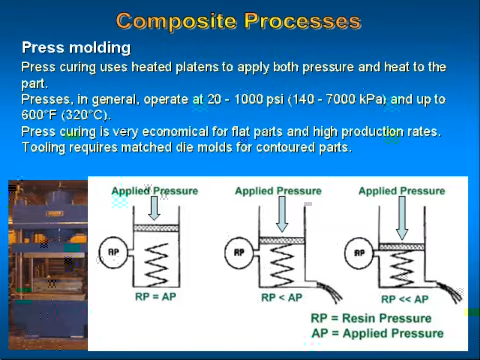 Composite Processes
Press molding
Press curing uses heated platens to apply both pressure and heat to the
part.
Presses, in general, operate at 20 - 1000 psi (140 - 7000 kPa) and up to
600°F (320°C).
Press curing is very economical for flat parts and high production rates.
Tooling requires matched die molds for contoured parts.
Applied Pressure
Applied Pressure
Applied Pressure
RP
RP
RP
RP = AP
RP < AP
RP << AP
RP = Resin Pressure
AP = Applied Pressure